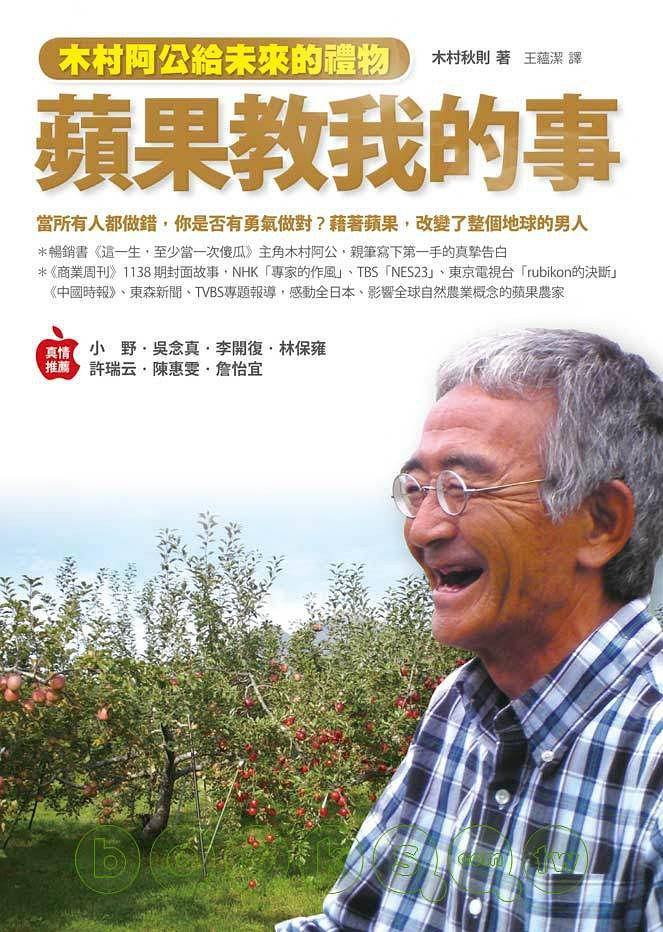 木村阿公給未來的禮物
木村秋則 著 王蘊潔 譯
蘋果教我的事
當所有人都做錯,你是否有勇氣做對?藉著蘋果,改變了整個地球的男人
*暢銷書《這一生,至少當一次傻瓜》主角木村阿公,親筆寫下第一手的真摯告白
*《商業周刊》1138期封面故事,NHK「專家的作風」、TBS「NES23」、東京電視台「rubikon的決斷」
《中國時報》、東森新聞、TVBS專題報導,感動全日本、影響全球自然農業概念的蘋果農家
真情
推薦
小 野・吳念真・李開復・林保雍
許瑞云・陳惠雯・詹怡宜
books.com.tw